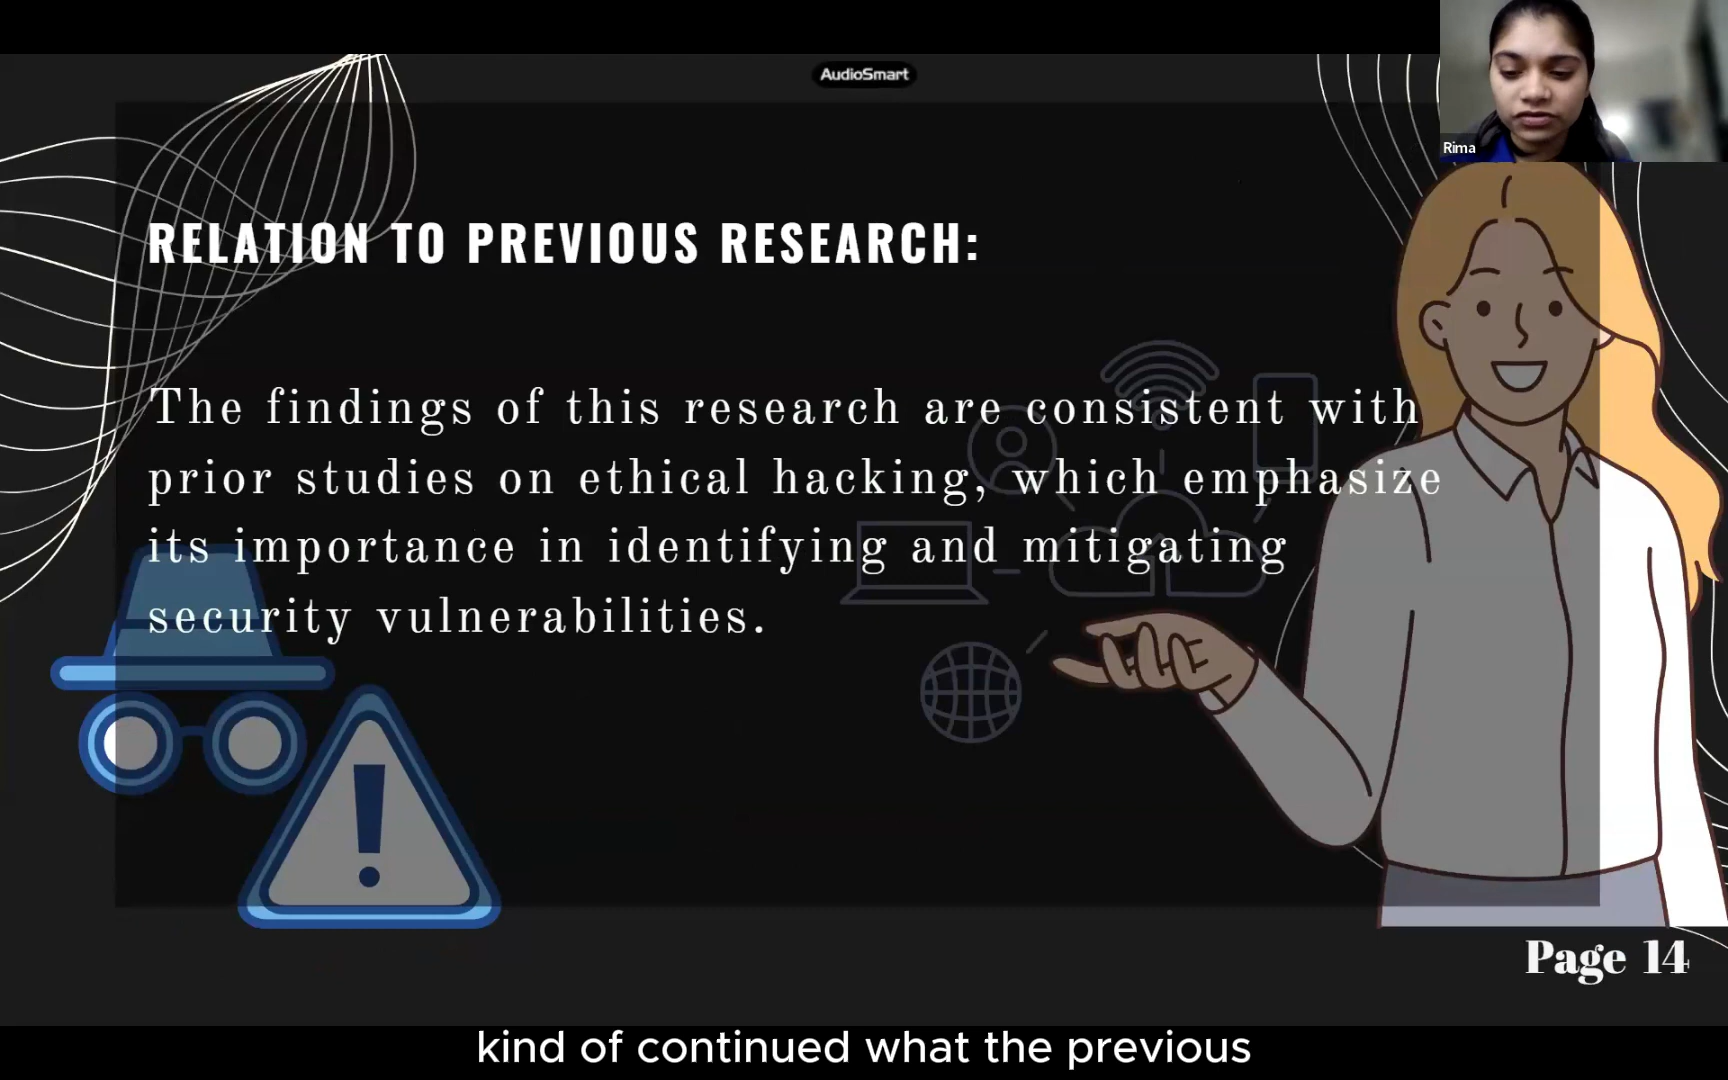 AudioSmart
Rima
RELATION TO PREVIOUS RESEARCH:
The findings of this research are consistent with
prior studies on ethical hacking, which emphasize
its importance in identifying and mitigating
security vulnerabilities.
Page 14
kind of continued what the previous